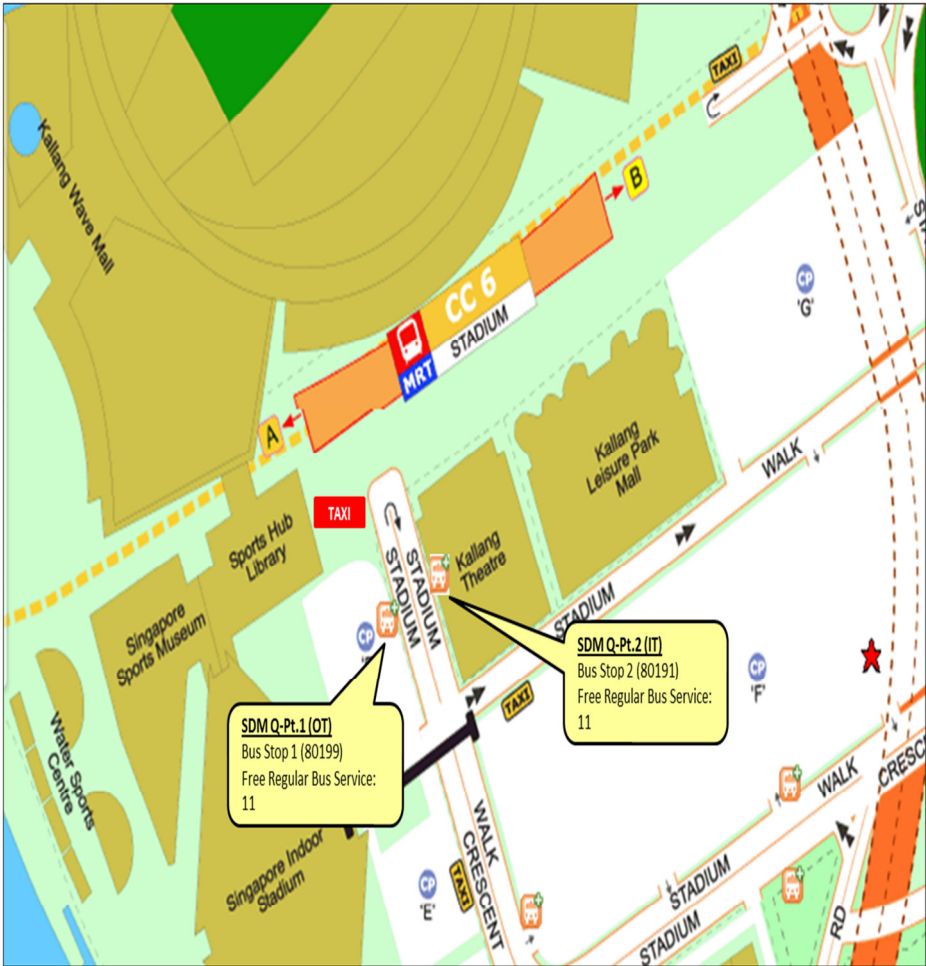 TAXI
Kallang Wave Mall
B
CC 6
STADIUM
MRT
CP
'G'
A
Kallang
Leisure Park
Mall
WALK
TAXI
Sports Hub
Library
STADIUM
STADIUM
Kallang
Theatre
STADIUM
Singapore
Sports Museum
CP
SDM Q-Pt.2 (IT)
Bus Stop 2 (80191)
Free Regular Bus Service:
11
CP
'F'
TAXI
SDM Q-Pt.1 (OT)
Bus Stop 1 (80199)
Free Regular Bus Service:
11
Water Sports
Centre
WALK
CRESCENT
WALK
CRESC
Singapore Indoor
Stadium
CP
'E'
TAXI
STADIUM
STADIUM
RD